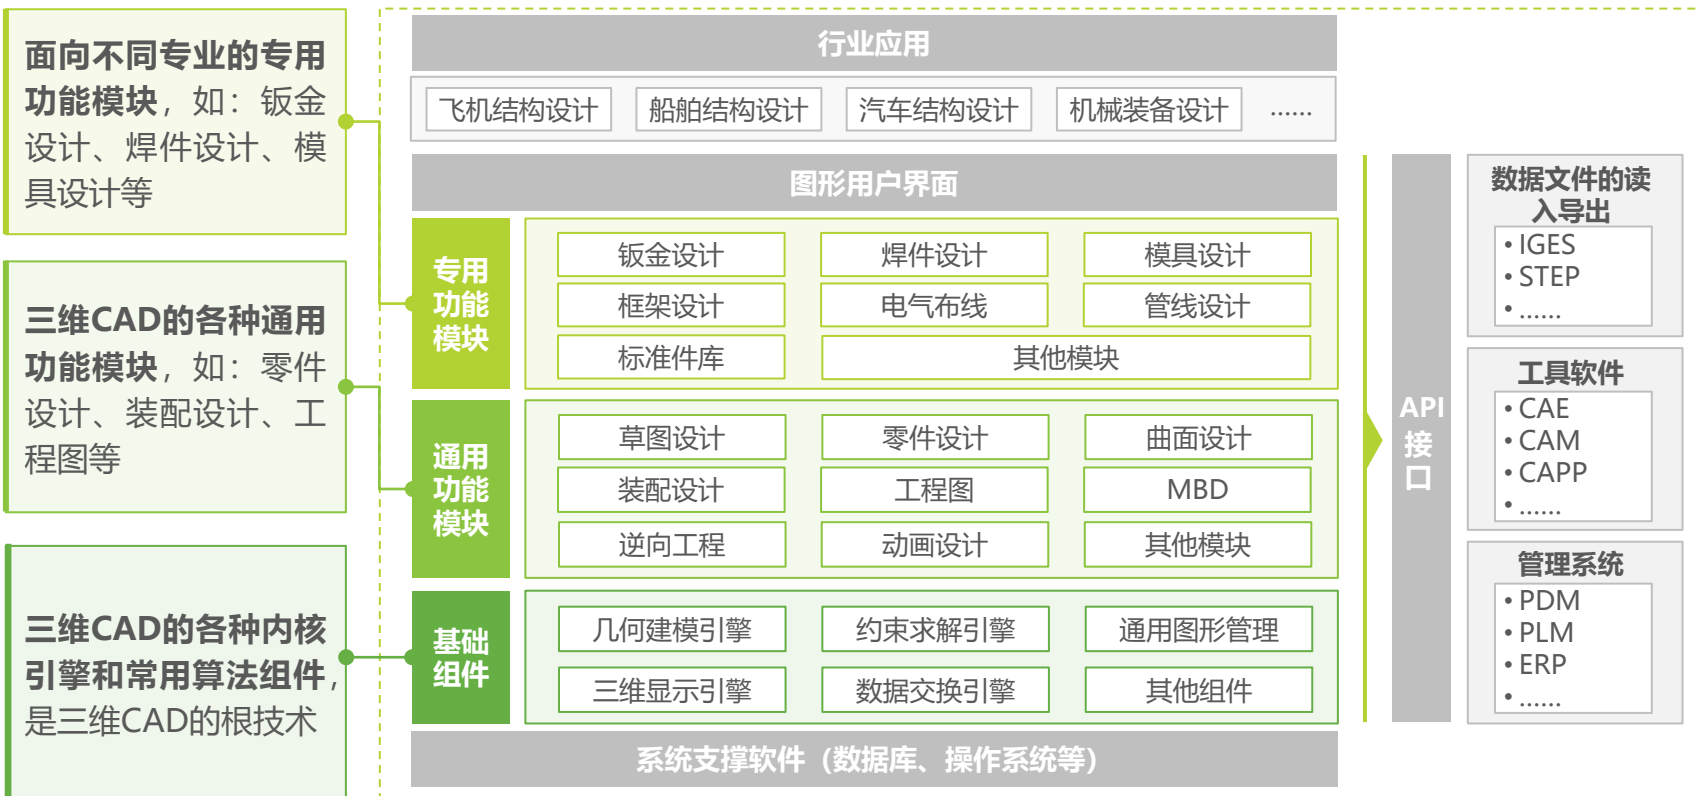 面向不同专业的专用
功能模块，如：钣金
设计、焊件设计、模
具设计等
三维CAD的各种通用
功能模块，如：零件
设计、装配设计、工
程图等
三维CAD的各种内核
引擎和常用算法组件，
是三维CAD的根技术
行业应用
飞机结构设计 船舶结构设计 汽车结构设计 机械装备设计 ……
图形用户界面
专用
功能
模块
钣金设计 焊件设计 模具设计
框架设计 电气布线 管线设计
标准件库 其他模块
通用
功能
模块
草图设计 零件设计 曲面设计
装配设计 工程图 MBD
逆向工程 动画设计 其他模块
基础
组件
几何建模引擎 约束求解引擎 通用图形管理
三维显示引擎 数据交换引擎 其他组件
系统支撑软件（数据库、操作系统等）
API
接
口
数据文件的读
入导出
• IGES
• STEP
• ……
工具软件
• CAE
• CAM
• CAPP
• ……
管理系统
• PDM
• PLM
• ERP
• ……